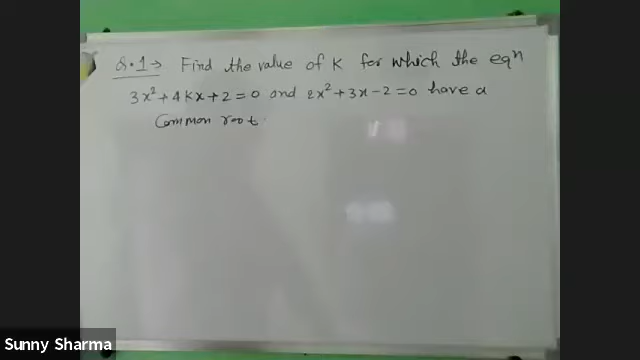 Q.1→ Find the value of K for which the eqⁿ
3x²+4Kx+2=0 and 2x²+3x-2=0 have a
Common root.
Sunny Sharma